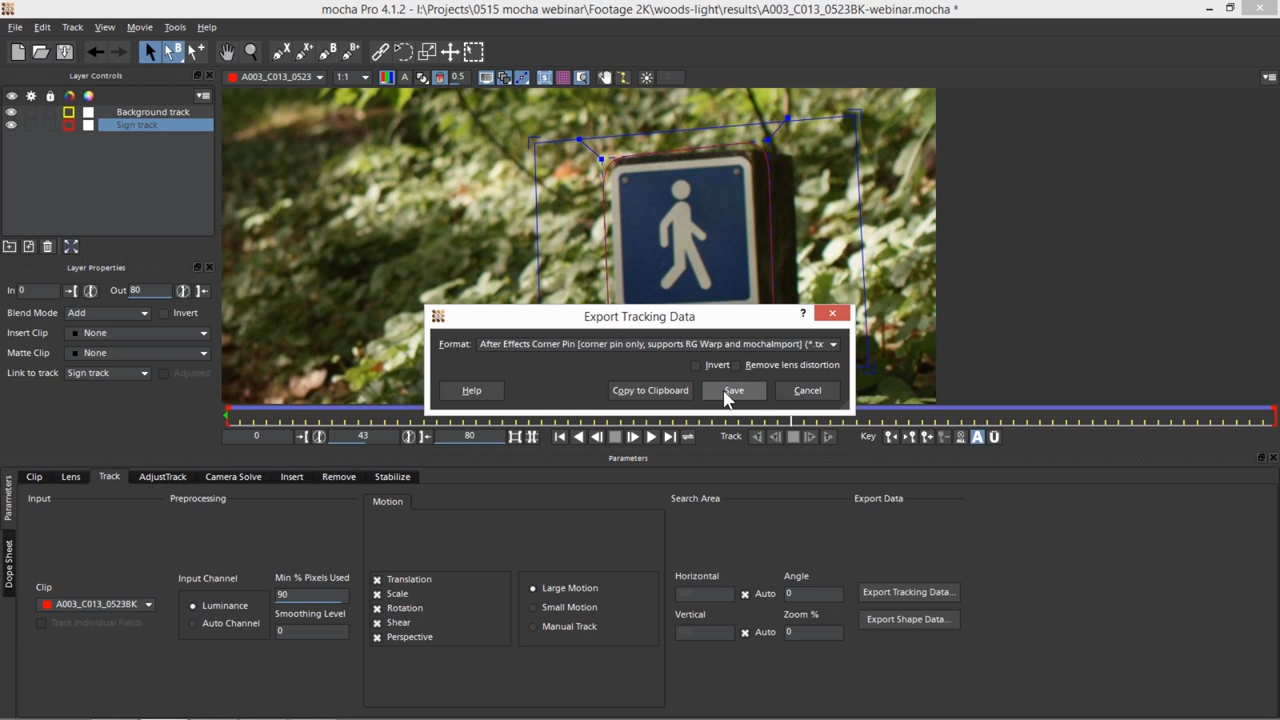 mocha Pro 4.1.2 - I:\Projects\0515 mocha webinar\Footage 2K\woods-light\results\A003_C013_0523BK-webinar.mocha *
File Edit Track View Movie Tools Help
Layer Controls
A003_C013_0523
1:1
A
0.5
1.0
Background track
Sign track
Layer Properties
In 0
Out 80
Blend Mode Add
Invert
Insert Clip None
Matte Clip None
Link to track Sign track
Adjusted
Export Tracking Data
?
Format: After Effects Corner Pin [corner pin only, supports RG Warp and mochaImport] (*.tx
Invert
Remove lens distortion
Help
Copy to Clipboard
Save
Cancel
0
43
80
Track
Key
ALL
A
Parameters
Parameters
Dope Sheet
Clip Lens Track AdjustTrack Camera Solve Insert Remove Stabilize
Input
Preprocessing
Motion
Search Area
Export Data
Clip
A003_C013_0523BK
Track Individual Fields
Input Channel
Luminance
Auto Channel
Min % Pixels Used
90
Smoothing Level
0
Translation
Scale
Rotation
Shear
Perspective
Large Motion
Small Motion
Manual Track
Horizontal
Auto
Angle
0
Vertical
Auto
Zoom %
0
Export Tracking Data...
Export Shape Data...